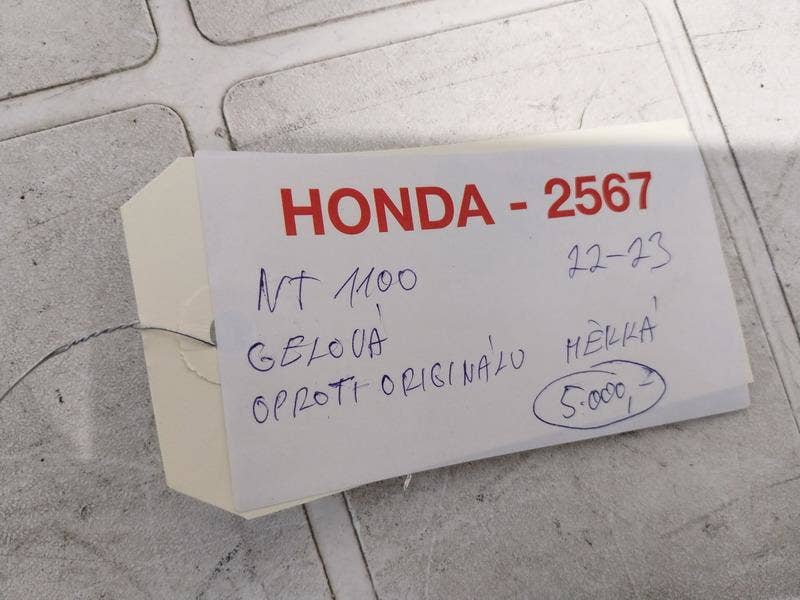 HONDA - 2567
NT 1100 22-23
GELOVÁ
OPROTI ORIGINÁLU MĚKKÁ
5.000,-